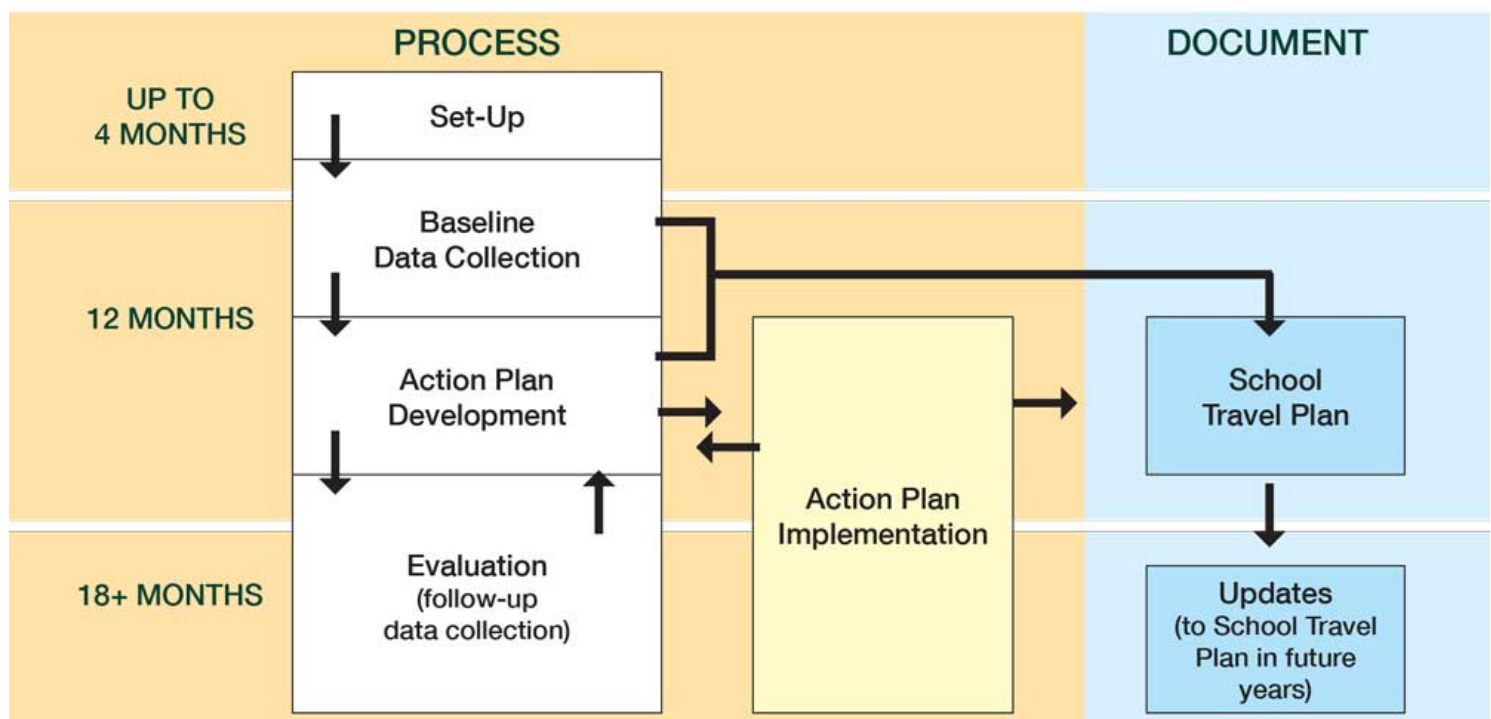 PROCESS
DOCUMENT
UP TO
4 MONTHS
Set-Up
Baseline
Data Collection
12 MONTHS
Action Plan
Development
School
Travel Plan
Action Plan
Implementation
18+ MONTHS
Evaluation
(follow-up
data collection)
Updates
(to School Travel
Plan in future
years)